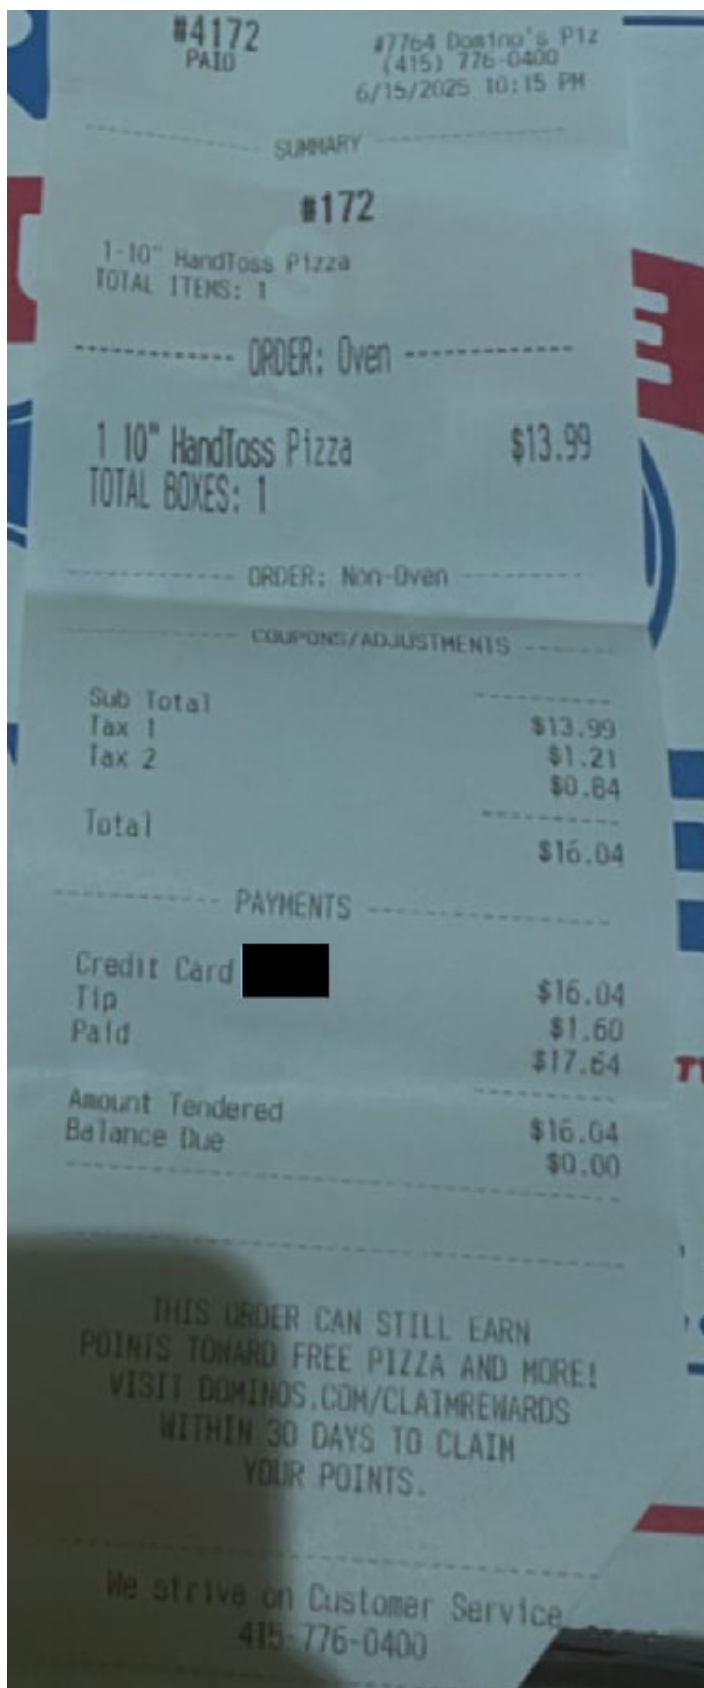 #4172
PAID
#7764 Domino's Piz
(415) 776-0400
6/15/2025 10:15 PM
SUMMARY
#172
1-10" HandToss Pizza
TOTAL ITEMS: 1
ORDER: Oven
1 10" HandToss Pizza $13.99
TOTAL BOXES: 1
ORDER: Non-Oven
COUPONS/ADJUSTMENTS
Sub Total $13.99
Tax 1 $1.21
Tax 2 $0.84
Total $16.04
PAYMENTS
Credit Card $16.04
Tip $1.60
Paid $17.64
Amount Tendered $16.04
Balance Due $0.00
THIS ORDER CAN STILL EARN
POINTS TOWARD FREE PIZZA AND MORE!
VISIT DOMINOS.COM/CLAIMREWARDS
WITHIN 30 DAYS TO CLAIM
YOUR POINTS.
We strive on Customer Service
415-776-0400